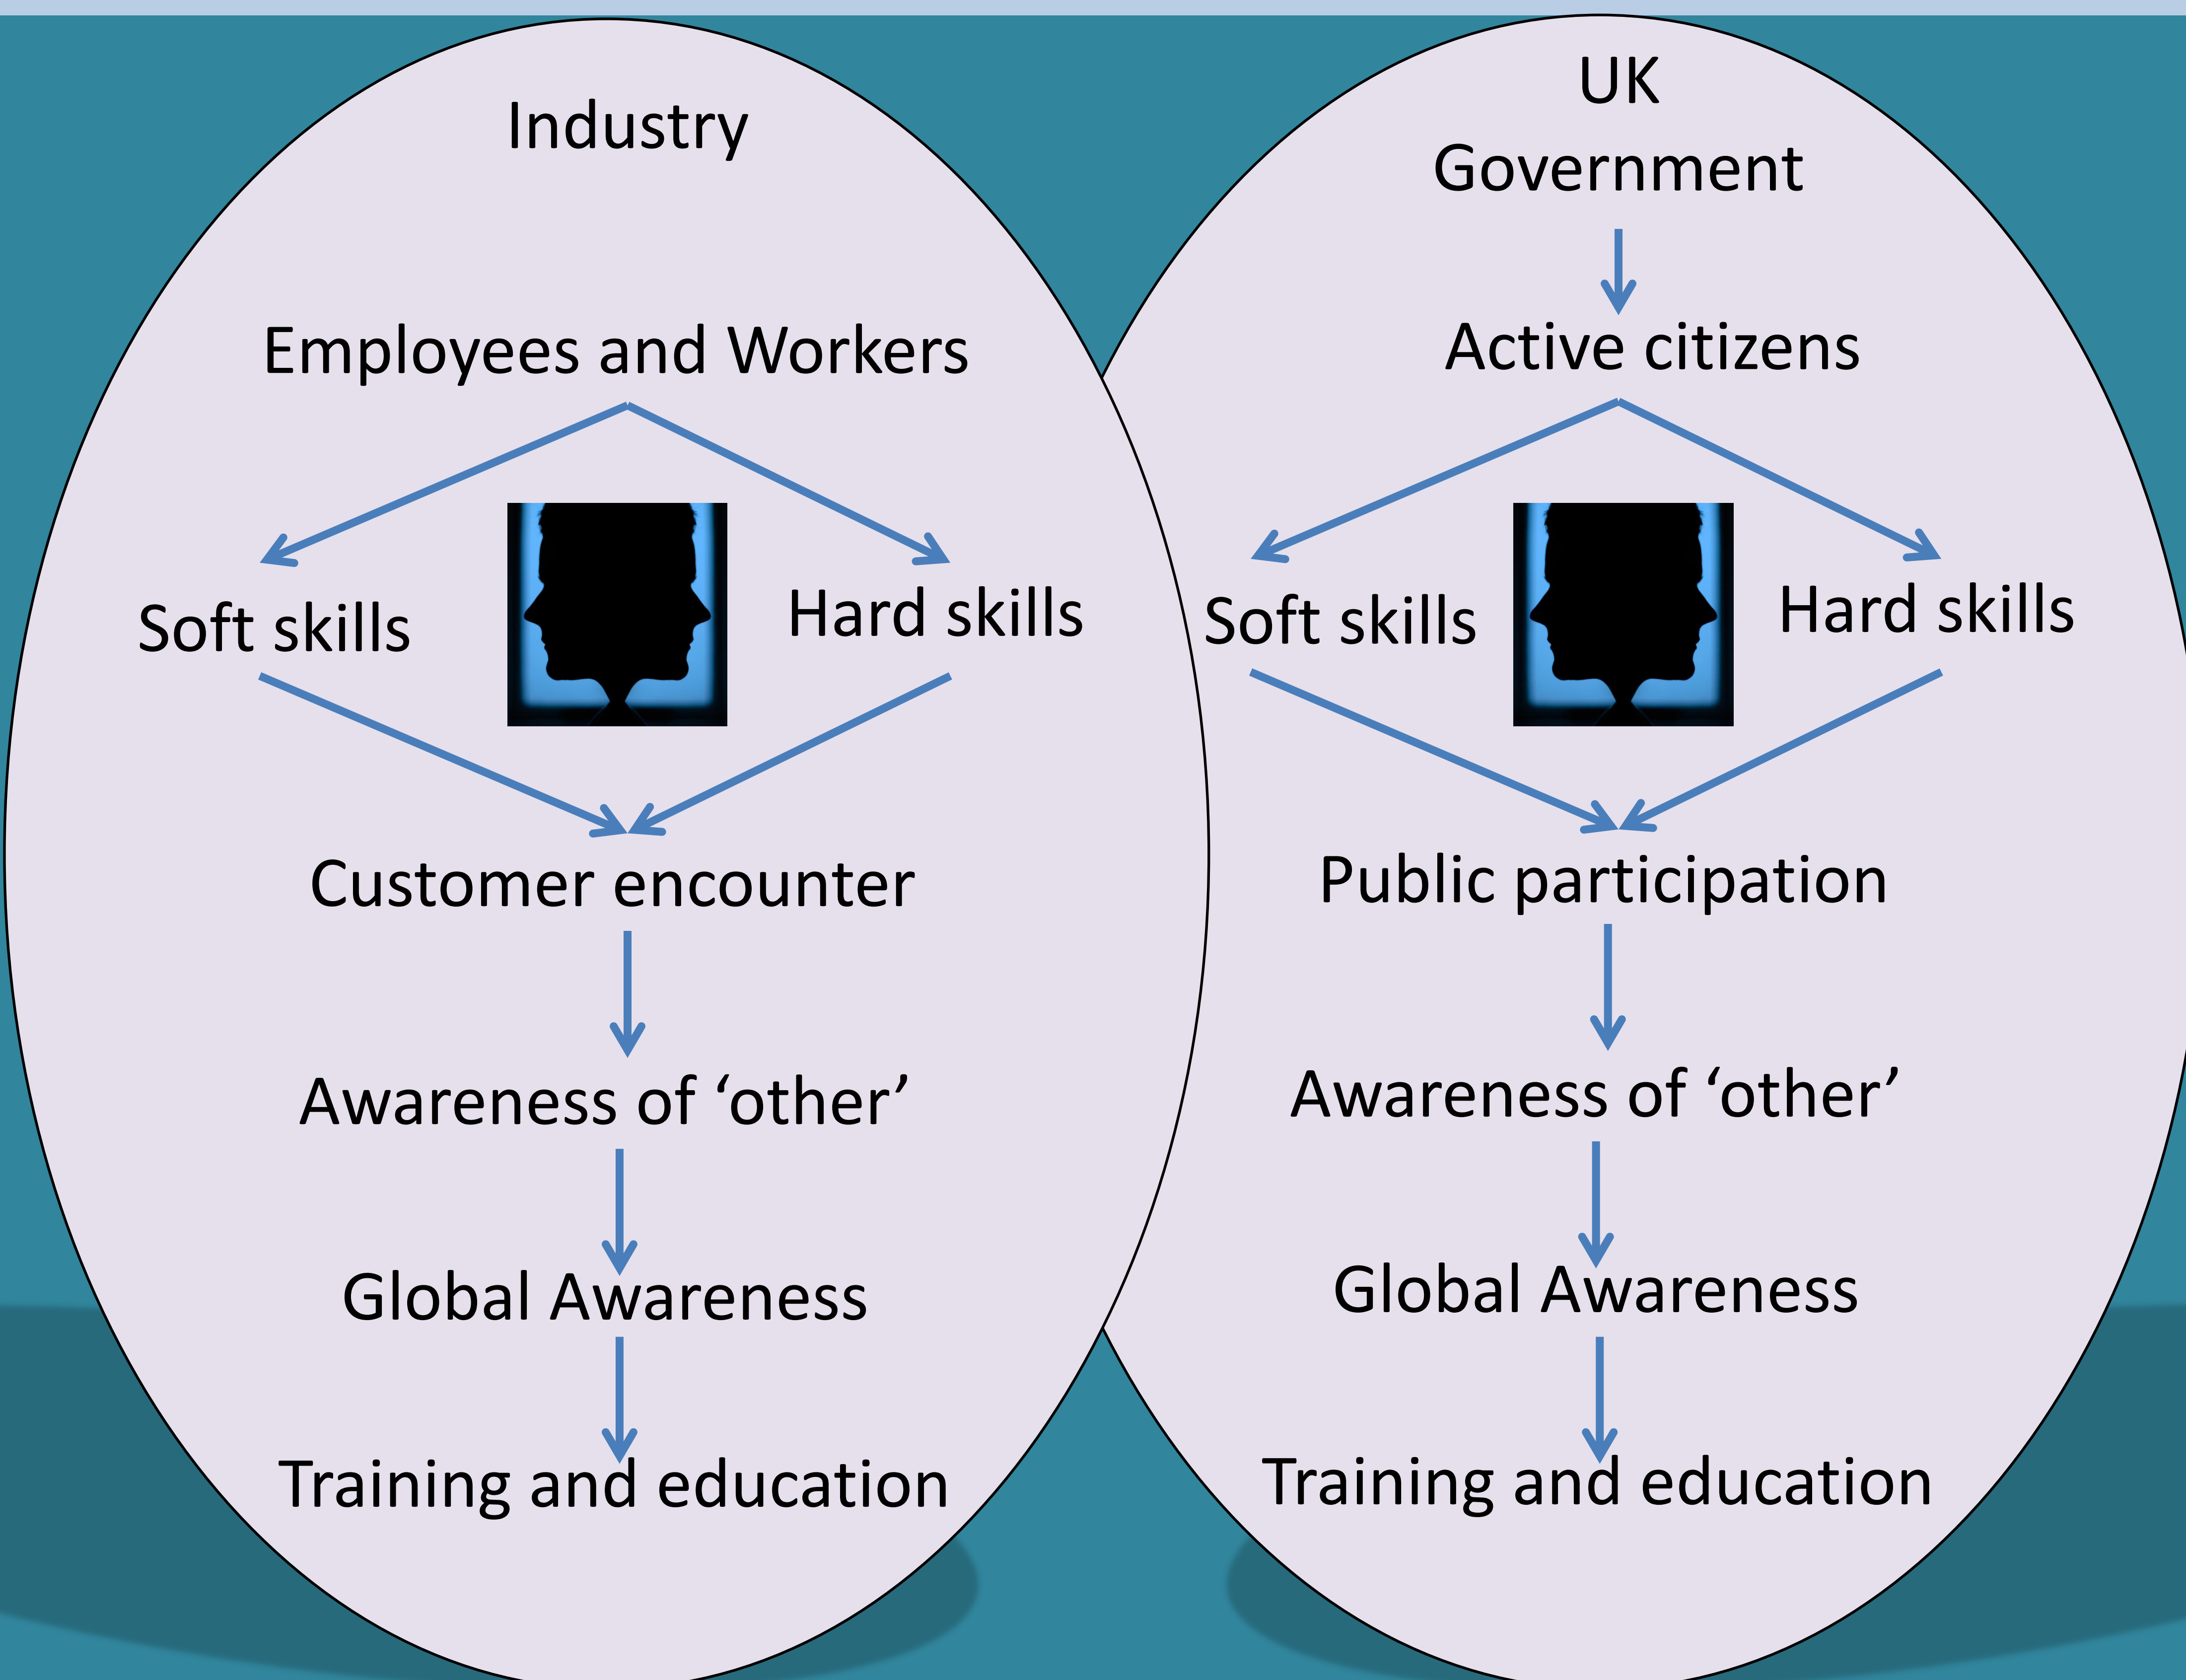 Industry
Employees and Workers
Soft skills
Hard skills
Customer encounter
Awareness of ‘other’
Global Awareness
Training and education
UK
Government
Active citizens
Soft skills
Hard skills
Public participation
Awareness of ‘other’
Global Awareness
Training and education